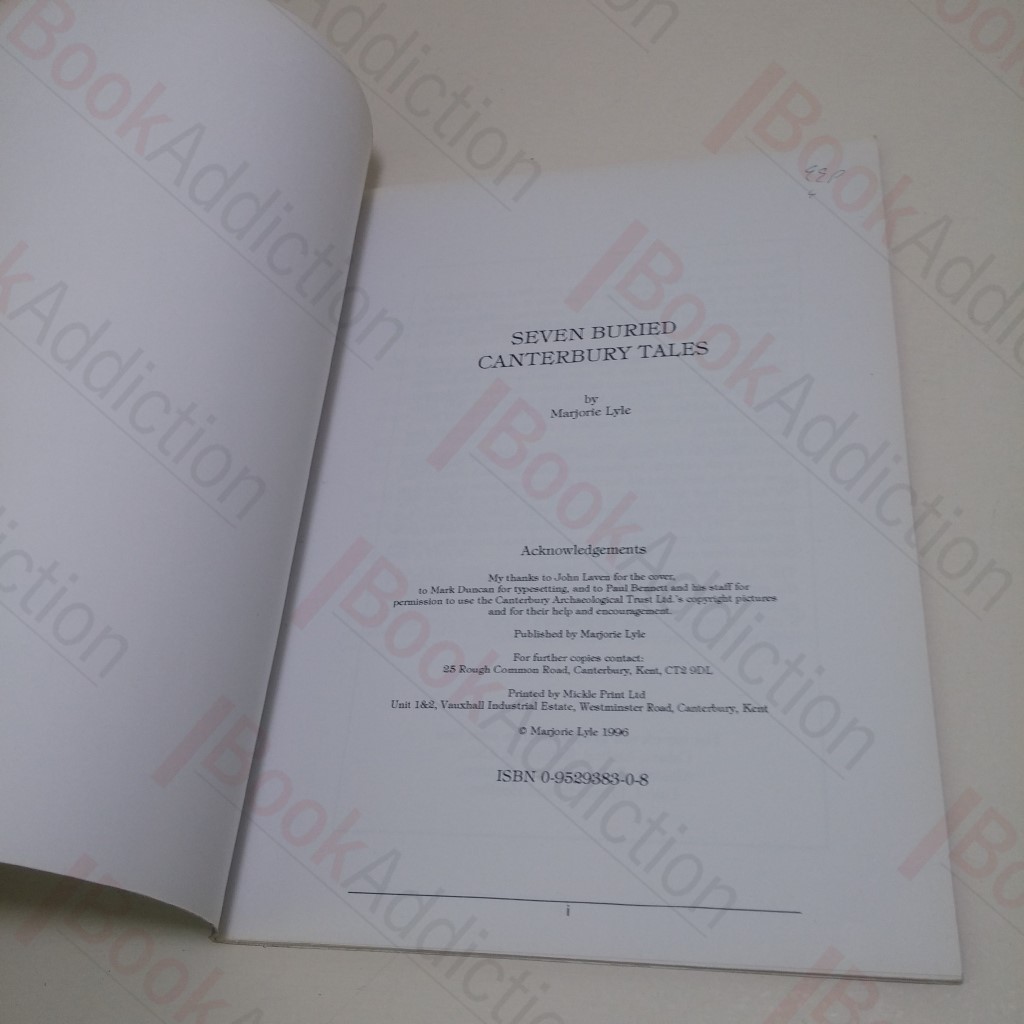 SEVEN BURIED
CANTERBURY TALES
by
Marjorie Lyle
Acknowledgements
My thanks to John Laven for the cover,
to Mark Duncan for typesetting, and to Paul Bennett and his staff for
permission to use the Canterbury Archaeological Trust Ltd.'s copyright pictures
and for their help and encouragement.
Published by Marjorie Lyle
For further copies contact:
25 Rough Common Road, Canterbury, Kent, CT2 9DL
Printed by Mickle Print Ltd
Unit 1&2, Vauxhall Industrial Estate, Westminster Road, Canterbury, Kent
© Marjorie Lyle 1996
ISBN 0-9529383-0-8
i
BookAddiction